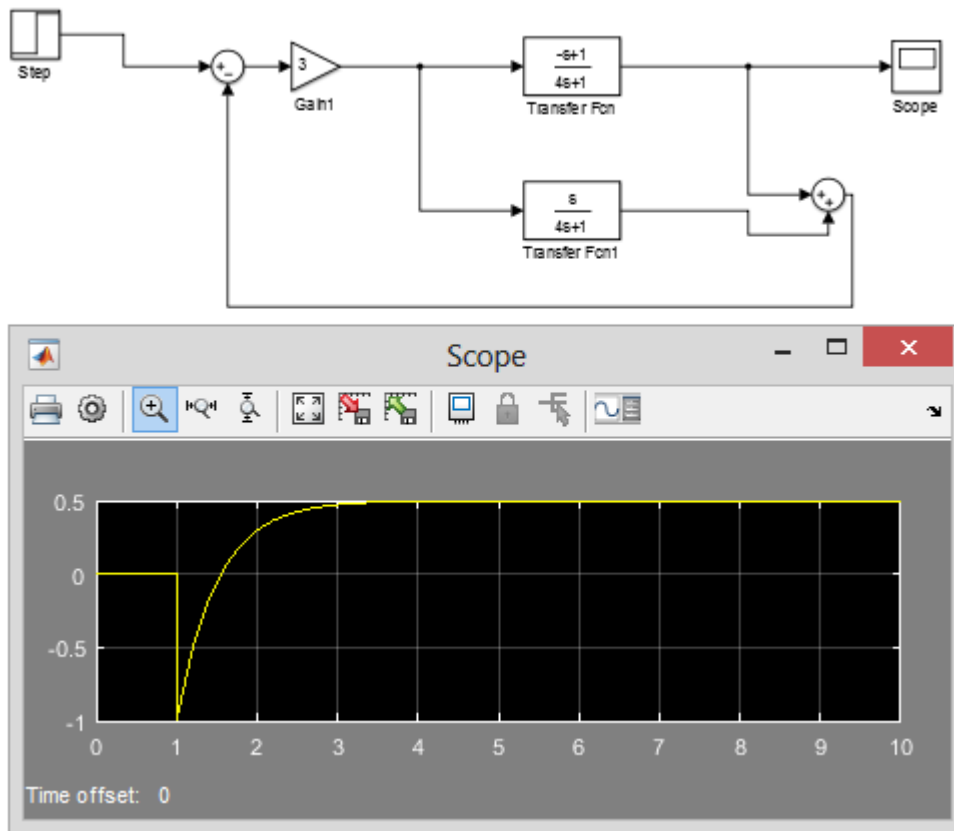 Step
+
-
3
Gain1
-s+1
4s+1
Transfer Fcn
Scope
s
4s+1
Transfer Fcn1
+
+
Scope
0.5
0
-0.5
-1
0 1 2 3 4 5 6 7 8 9 10
Time offset: 0